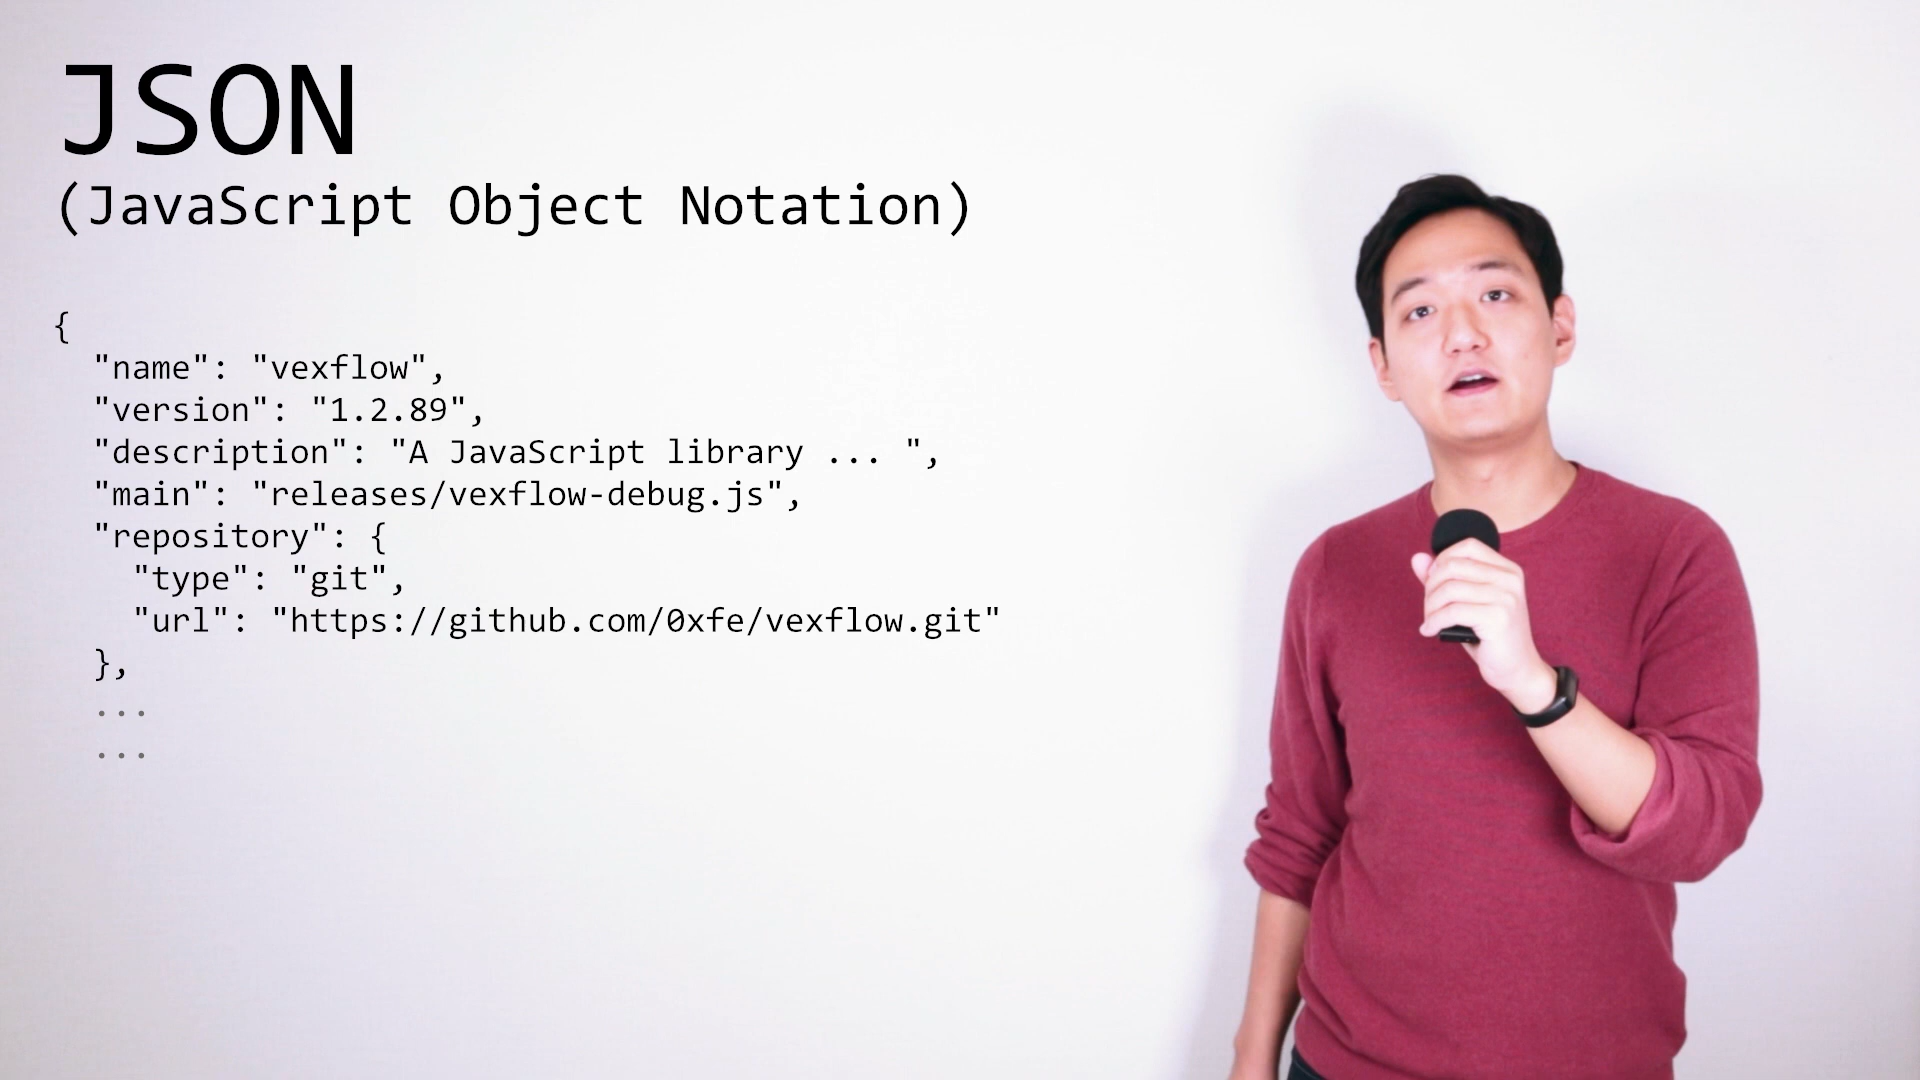 JSON
(JavaScript Object Notation)
{
  "name": "vexflow",
  "version": "1.2.89",
  "description": "A JavaScript library ... ",
  "main": "releases/vexflow-debug.js",
  "repository": {
    "type": "git",
    "url": "https://github.com/0xfe/vexflow.git"
  },
  ...
  ...